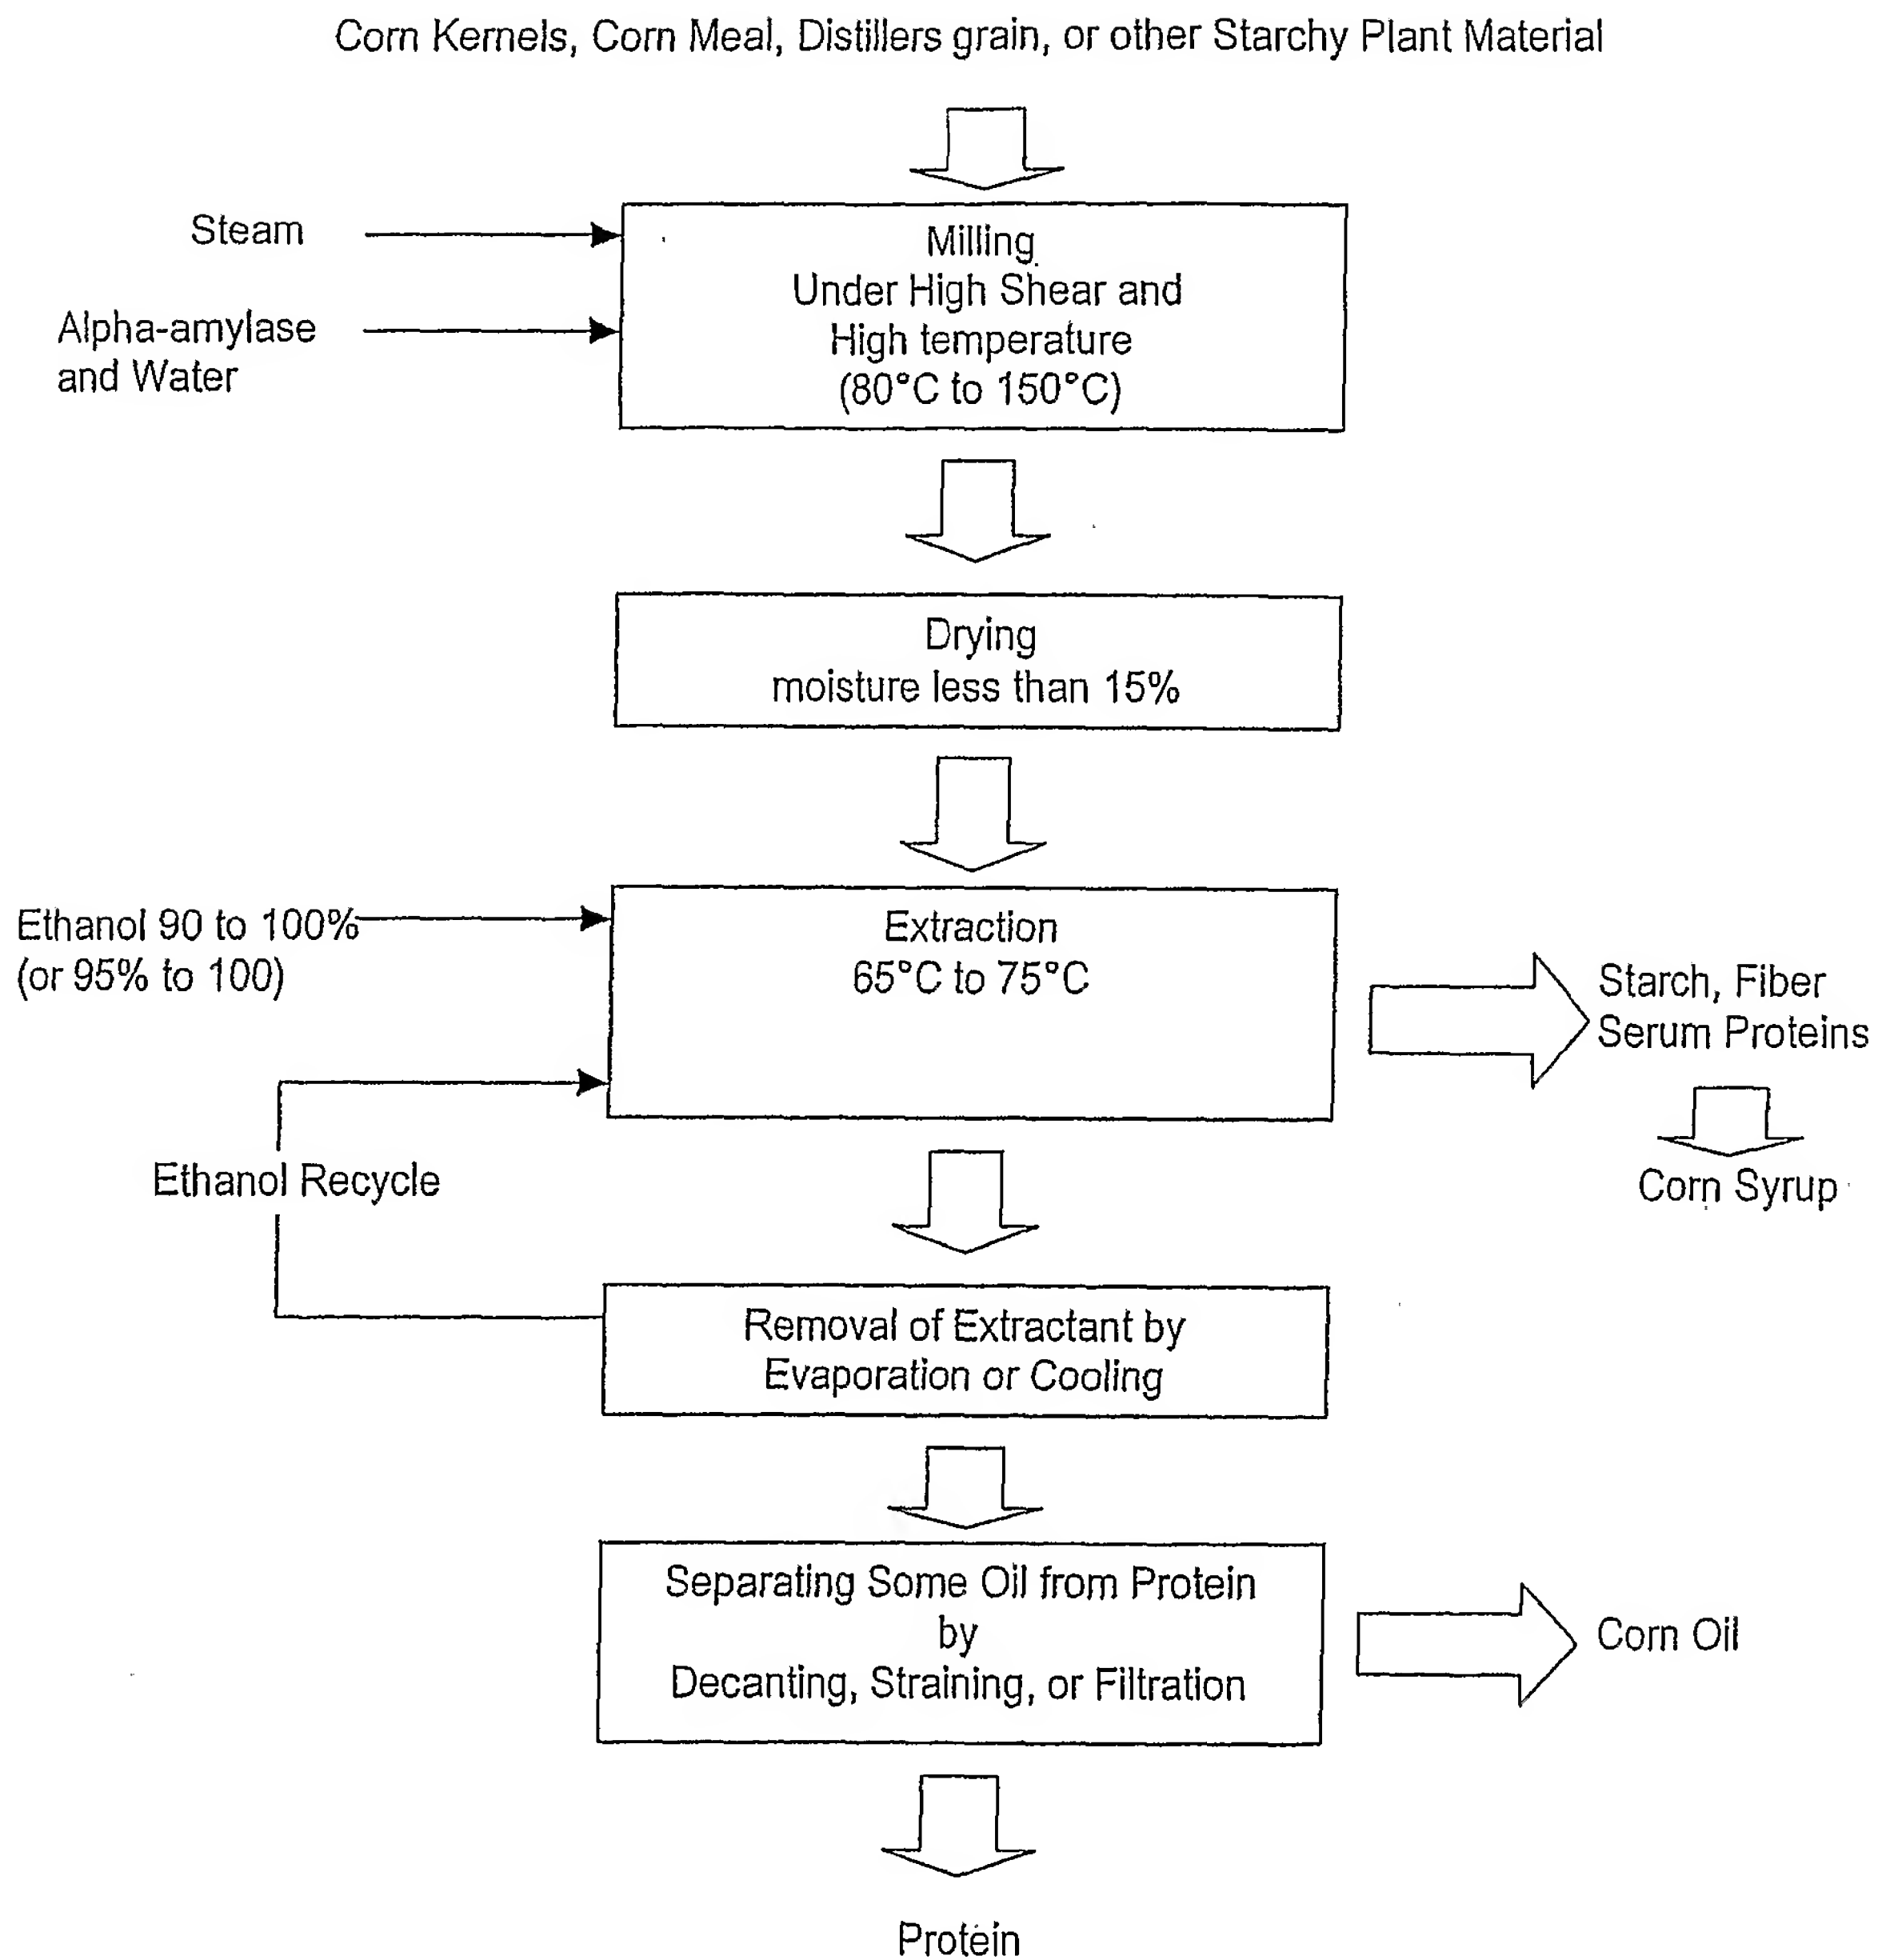 Corn Kernels, Corn Meal, Distillers grain, or other Starchy Plant Material
Steam
Alpha-amylase
and Water
Milling
Under High Shear and
High temperature
(80°C to 150°C)
Drying
moisture less than 15%
Ethanol 90 to 100%
(or 95% to 100)
Extraction
65°C to 75°C
Starch, Fiber
Serum Proteins
Corn Syrup
Ethanol Recycle
Removal of Extractant by
Evaporation or Cooling
Separating Some Oil from Protein
by
Decanting, Straining, or Filtration
Corn Oil
Protein